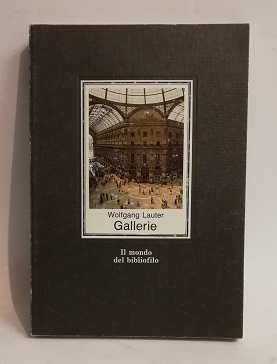 Wolfgang Lauter
Gallerie
Il mondo
del bibliofilo